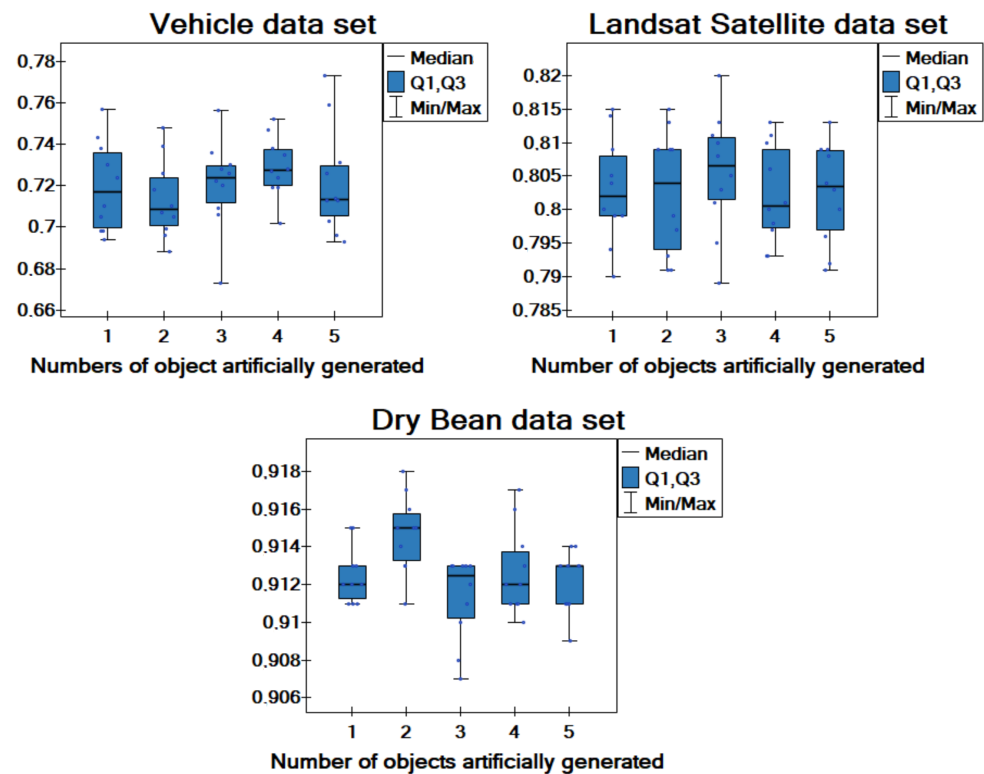 Vehicle data set
0.78
0.76
0.74
0.72
0.7
0.68
0.66
1 2 3 4 5
Numbers of object artificially generated
Median
Q1,Q3
Min/Max
Landsat Satellite data set
0.82
0.815
0.81
0.805
0.8
0.795
0.79
0.785
1 2 3 4 5
Number of objects artificially generated
Median
Q1,Q3
Min/Max
Dry Bean data set
0,918
0.916
0.914
0.912
0.91
0,908
0.906
1 2 3 4 5
Number of objects artificially generated
Median
Q1,Q3
Min/Max